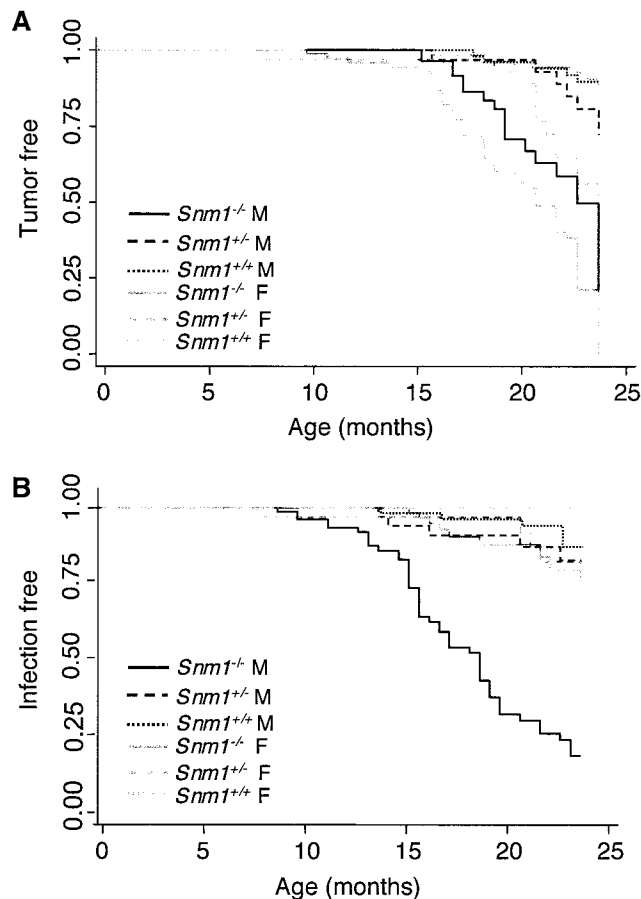 A
Tumor free
1.00
0.75
0.50
0.25
0.00
Snm1-/- M
Snm1+/- M
Snm1+/+ M
Snm1-/- F
Snm1+/- F
Snm1+/+ F
0 5 10 15 20 25
Age (months)
B
Infection free
1.00
0.75
0.50
0.25
0.00
Snm1-/- M
Snm1+/- M
Snm1+/+ M
Snm1-/- F
Snm1+/- F
Snm1+/+ F
0 5 10 15 20 25
Age (months)